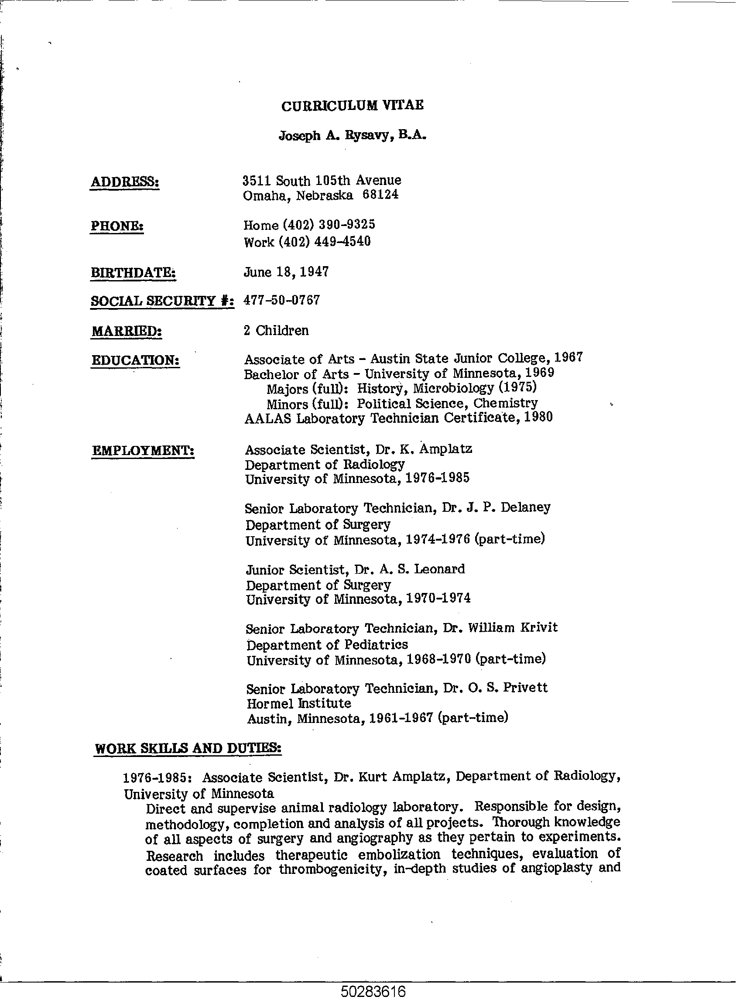 CURRICULUM VITAE
Joseph A. Rysavy, B.A.
ADDRESS: 3511 South 105th Avenue
Omaha, Nebraska 68124
PHONE: Home (402) 390-9325
Work (402) 449-4540
BIRTHDATE: June 18, 1947
SOCIAL SECURITY #: 477-50-0767
MARRIED: 2 Children
EDUCATION: Associate of Arts - Austin State Junior College, 1967
Bachelor of Arts - University of Minnesota, 1969
Majors (full): History, Microbiology (1975)
Minors (full): Political Science, Chemistry
AALAS Laboratory Technician Certificate, 1980
EMPLOYMENT: Associate Scientist, Dr. K. Amplatz
Department of Radiology
University of Minnesota, 1976-1985
Senior Laboratory Technician, Dr. J. P. Delaney
Department of Surgery
University of Minnesota, 1974-1976 (part-time)
Junior Scientist, Dr. A. S. Leonard
Department of Surgery
University of Minnesota, 1970-1974
Senior Laboratory Technician, Dr. William Krivit
Department of Pediatrics
University of Minnesota, 1968-1970 (part-time)
Senior Laboratory Technician, Dr. O. S. Privett
Hormel Institute
Austin, Minnesota, 1961-1967 (part-time)
WORK SKILLS AND DUTIES:
1976-1985: Associate Scientist, Dr. Kurt Amplatz, Department of Radiology,
University of Minnesota
Direct and supervise animal radiology laboratory. Responsible for design,
methodology, completion and analysis of all projects. Thorough knowledge
of all aspects of surgery and angiography as they pertain to experiments.
Research includes therapeutic embolization techniques, evaluation of
coated surfaces for thrombogenicity, in-depth studies of angioplasty and
50283616